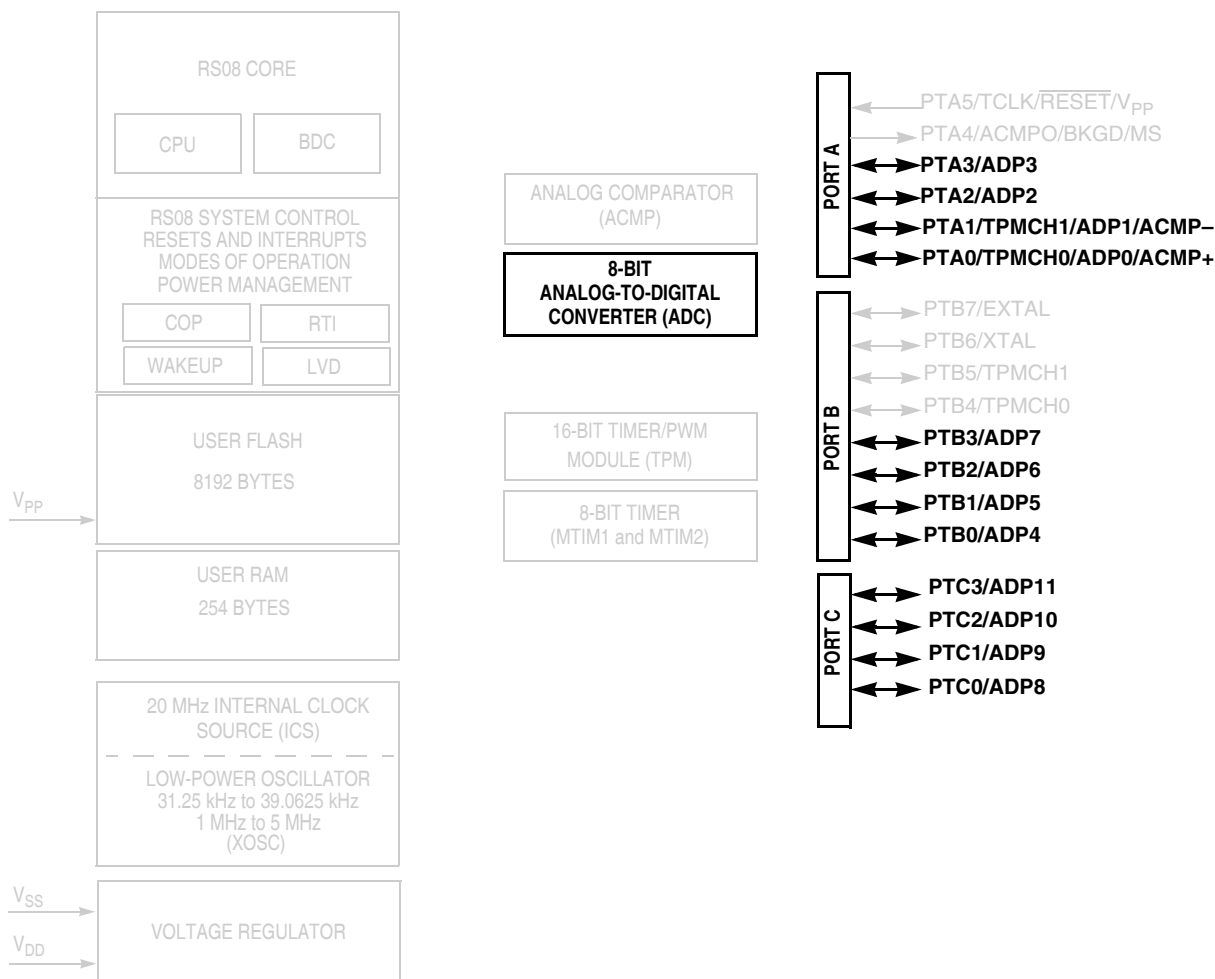 RS08 CORE
CPU
BDC
RS08 SYSTEM CONTROL
RESETS AND INTERRUPTS
MODES OF OPERATION
POWER MANAGEMENT
COP
RTI
WAKEUP
LVD
USER FLASH
8192 BYTES
VPP
USER RAM
254 BYTES
20 MHz INTERNAL CLOCK
SOURCE (ICS)
LOW-POWER OSCILLATOR
31.25 kHz to 39.0625 kHz
1 MHz to 5 MHz
(XOSC)
VSS
VDD
VOLTAGE REGULATOR
ANALOG COMPARATOR
(ACMP)
8-BIT
ANALOG-TO-DIGITAL
CONVERTER (ADC)
16-BIT TIMER/PWM
MODULE (TPM)
8-BIT TIMER
(MTIM1 and MTIM2)
PORT A
PTA5/TCLK/RESET/VPP
PTA4/ACMPO/BKGD/MS
PTA3/ADP3
PTA2/ADP2
PTA1/TPMCH1/ADP1/ACMP–
PTA0/TPMCH0/ADP0/ACMP+
PORT B
PTB7/EXTAL
PTB6/XTAL
PTB5/TPMCH1
PTB4/TPMCH0
PTB3/ADP7
PTB2/ADP6
PTB1/ADP5
PTB0/ADP4
PORT C
PTC3/ADP11
PTC2/ADP10
PTC1/ADP9
PTC0/ADP8